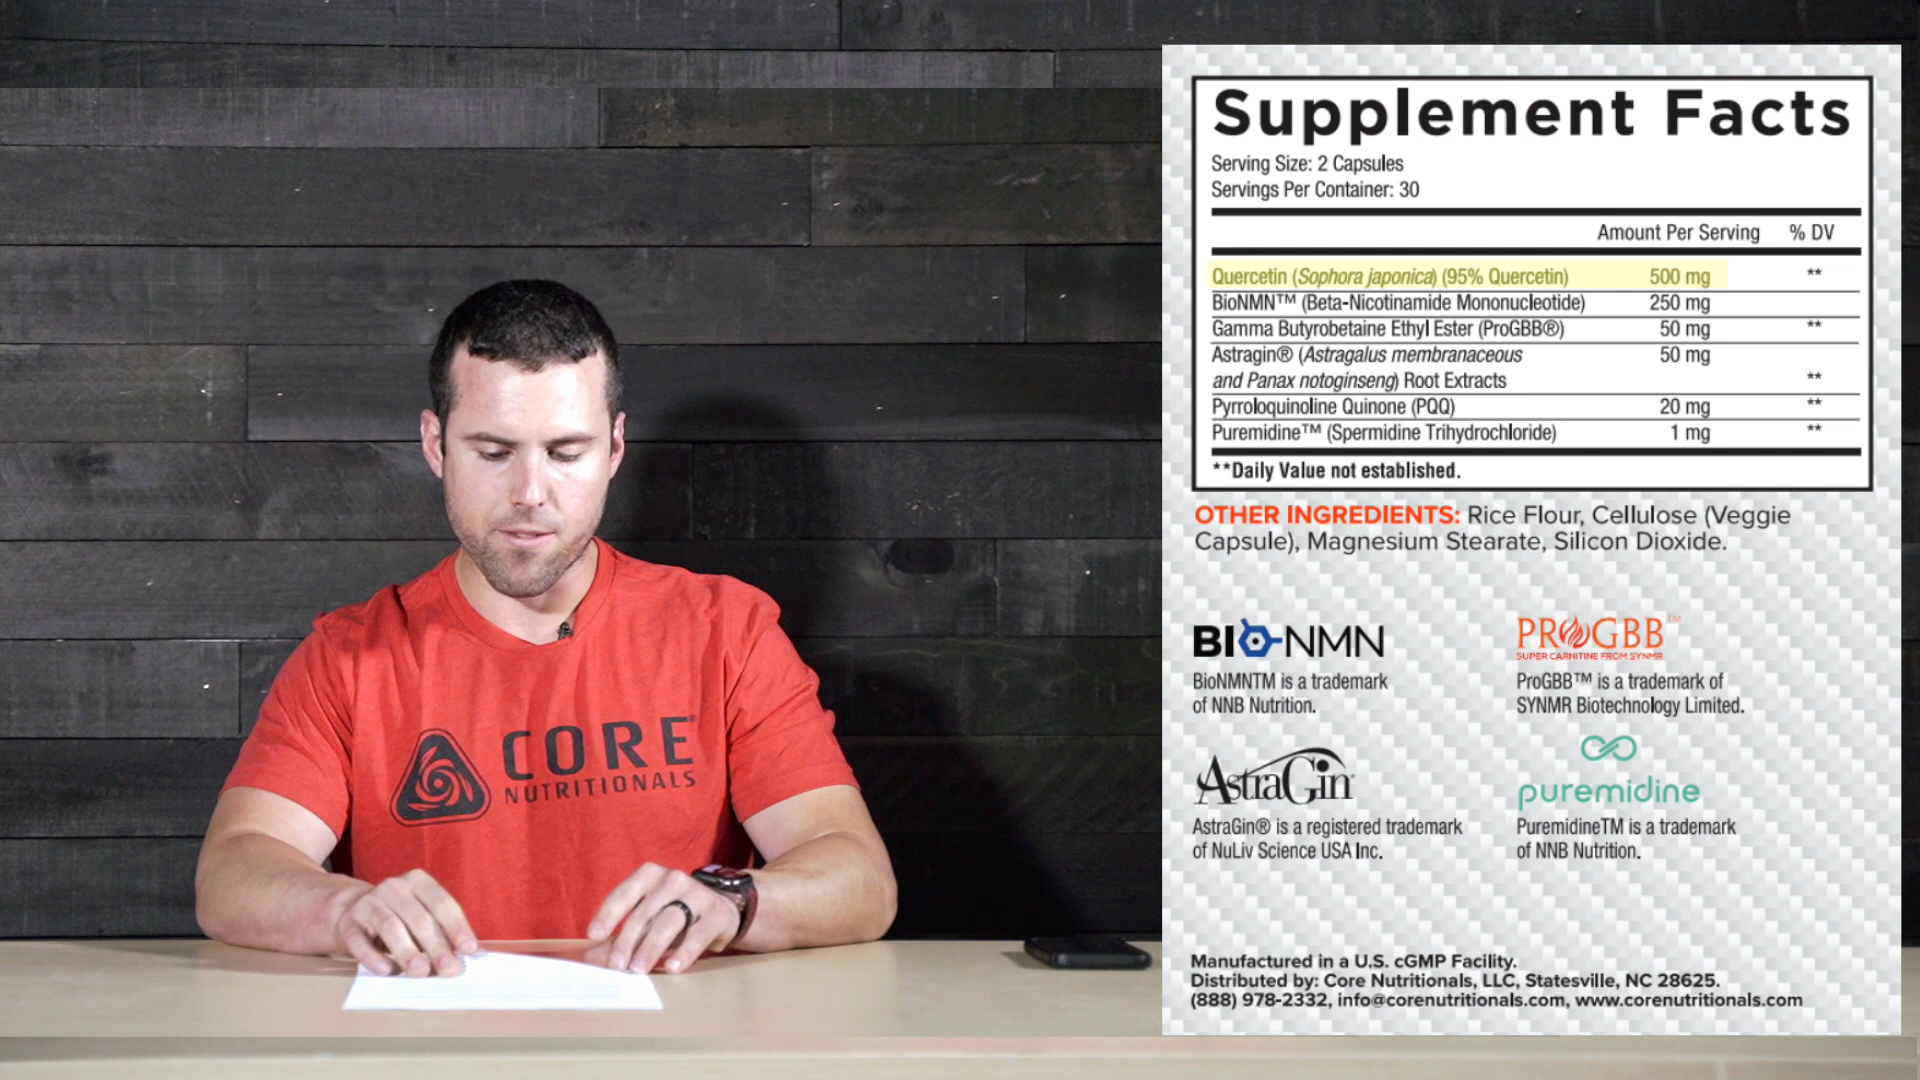 CORE
NUTRITIONALS
Supplement Facts
Serving Size: 2 Capsules
Servings Per Container: 30
Amount Per Serving % DV
Quercetin (Sophora japonica) (95% Quercetin) 500 mg **
BioNMN™ (Beta-Nicotinamide Mononucleotide) 250 mg
Gamma Butyrobetaine Ethyl Ester (ProGBB®) 50 mg **
Astragin® (Astragalus membranaceous 50 mg
and Panax notoginseng) Root Extracts **
Pyrroloquinoline Quinone (PQQ) 20 mg **
Puremidine™ (Spermidine Trihydrochloride) 1 mg **
**Daily Value not established.
OTHER INGREDIENTS: Rice Flour, Cellulose (Veggie
Capsule), Magnesium Stearate, Silicon Dioxide.
BIO-NMN
BioNMNTM is a trademark
of NNB Nutrition.
PROGBB™
SUPER CARNITINE FROM SYNMR
ProGBB™ is a trademark of
SYNMR Biotechnology Limited.
AstraGin
AstraGin® is a registered trademark
of NuLiv Science USA Inc.
puremidine
PuremidineTM is a trademark
of NNB Nutrition.
Manufactured in a U.S. cGMP Facility.
Distributed by: Core Nutritionals, LLC, Statesville, NC 28625.
(888) 978-2332, info@corenutritionals.com, www.corenutritionals.com